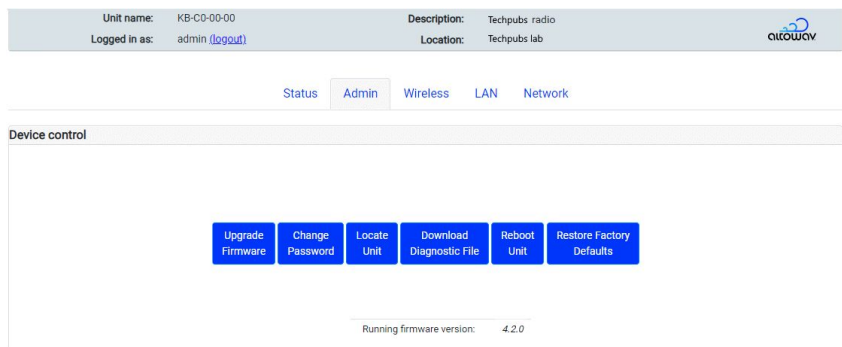 Unit name: KB-C0-00-00 Description: Techpubs radio
Logged in as: admin (logout) Location: Techpubs lab
altowav
Status Admin Wireless LAN Network
Device control
Upgrade Firmware
Change Password
Locate Unit
Download Diagnostic File
Reboot Unit
Restore Factory Defaults
Running firmware version: 4.2.0